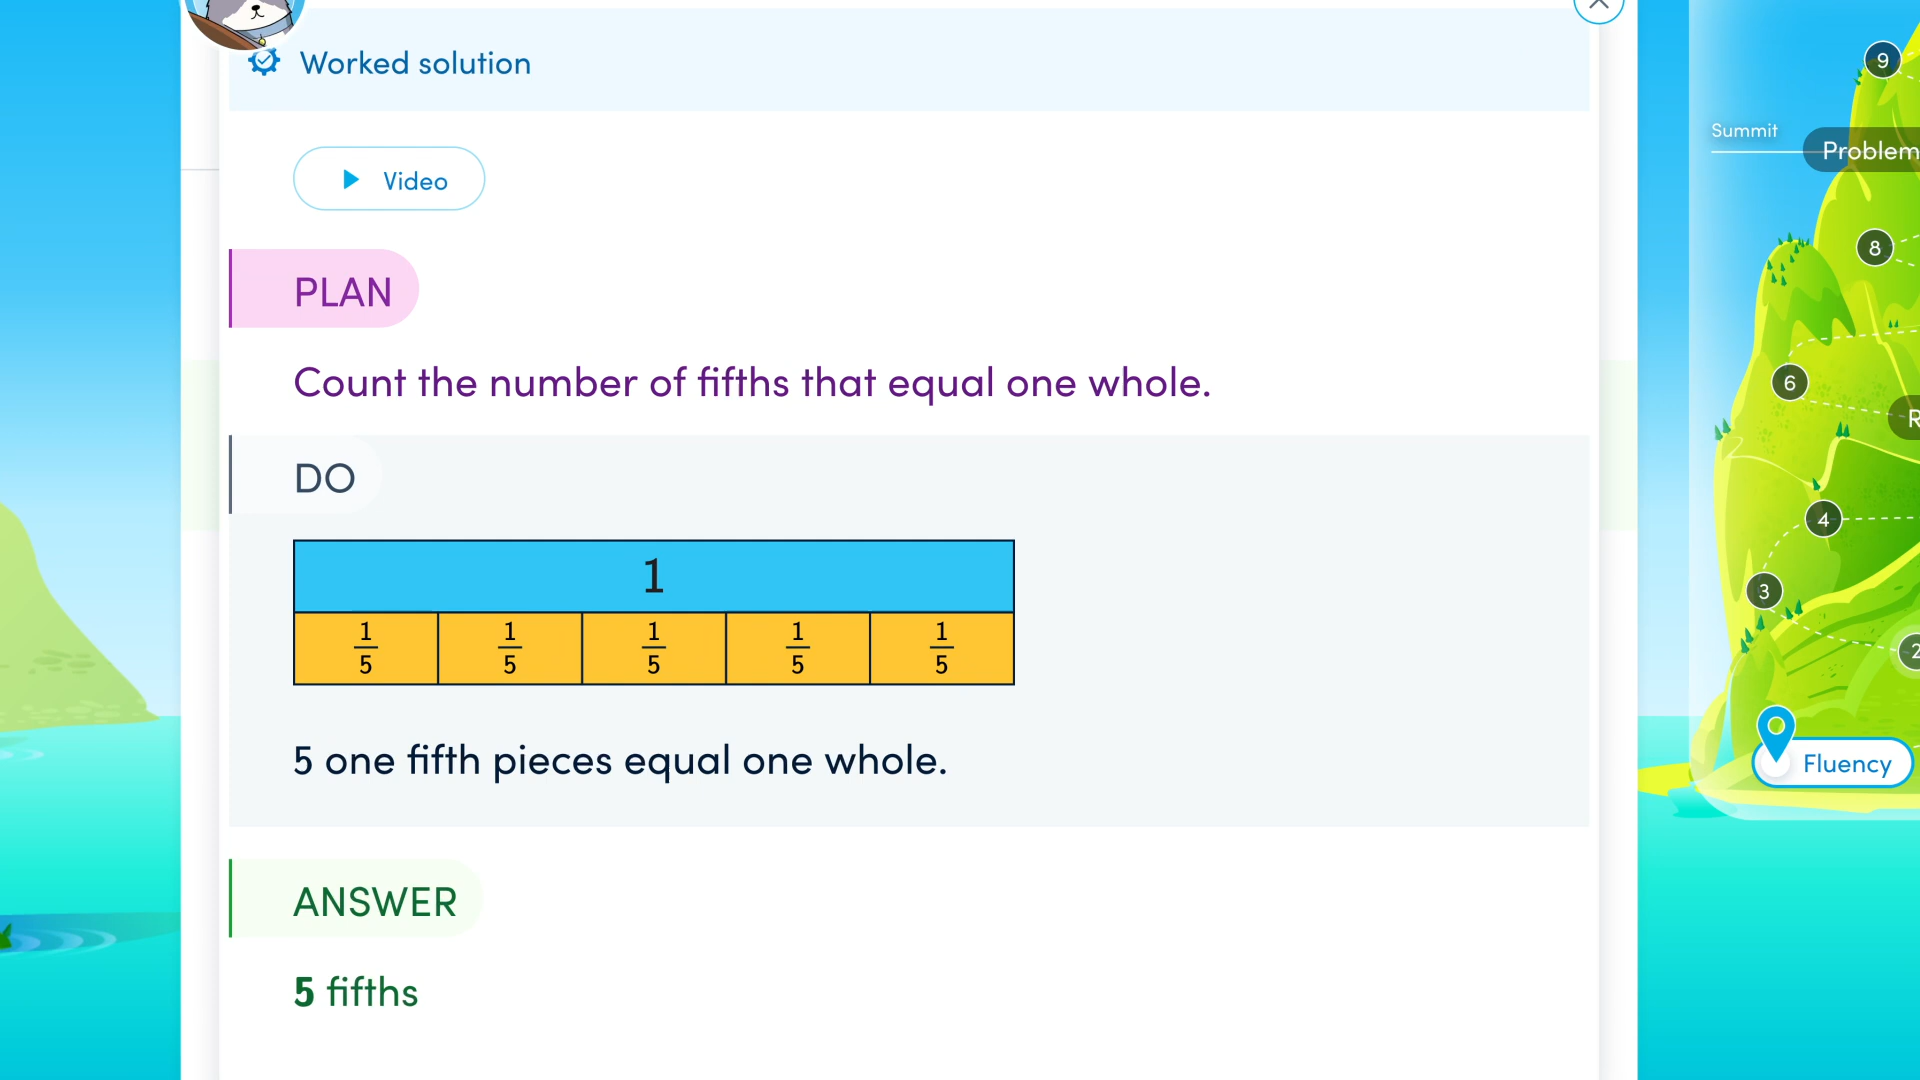 Worked solution
Video
PLAN
Count the number of fifths that equal one whole.
DO
1
1/5 1/5 1/5 1/5 1/5
5 one fifth pieces equal one whole.
ANSWER
5 fifths
9
Summit
Problem
8
6
R
4
3
2
Fluency